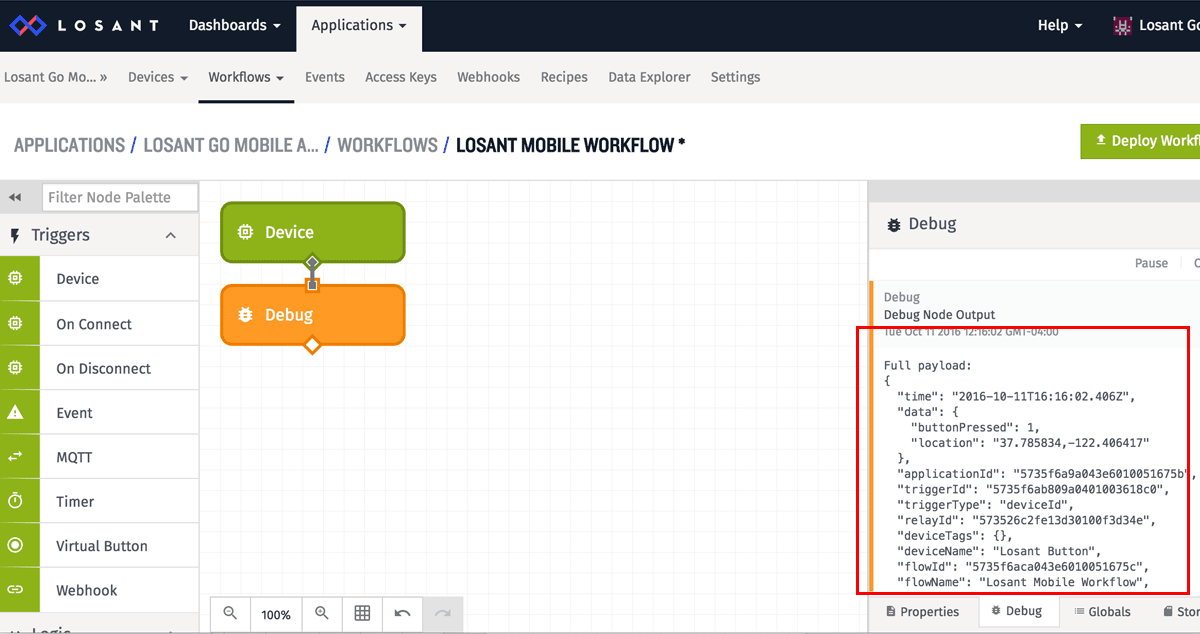 LOSANT Dashboards Applications Help Losant Go
Losant Go Mo... » Devices Workflows Events Access Keys Webhooks Recipes Data Explorer Settings
APPLICATIONS / LOSANT GO MOBILE A... / WORKFLOWS / LOSANT MOBILE WORKFLOW *
Deploy Workfl
Filter Node Palette
Triggers
Device
On Connect
On Disconnect
Event
MQTT
Timer
Virtual Button
Webhook
Logic
Device
Debug
100%
Debug
Pause
Debug
Debug Node Output
Tue Oct 11 2016 12:16:02 GMT-04:00
Full payload:
{
"time": "2016-10-11T16:16:02.406Z",
"data": {
"buttonPressed": 1,
"location": "37.785834,-122.406417"
},
"applicationId": "5735f6a9a043e6010051675b",
"triggerId": "5735f6ab809a0401003618c0",
"triggerType": "deviceId",
"relayId": "573526c2fe13d30100f3d34e",
"deviceTags": {},
"deviceName": "Losant Button",
"flowId": "5735f6aca043e6010051675c",
"flowName": "Losant Mobile Workflow",
Properties Debug Globals Stor